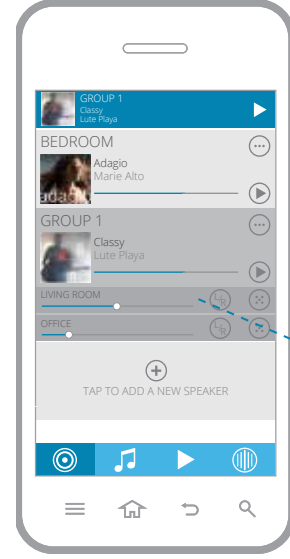 GROUP 1
Classy
Lute Playa
BEDROOM
adag
Adagio
Marie Alto
GROUP 1
Classy
Lute Playa
LIVING ROOM
L R
OFFICE
L R
TAP TO ADD A NEW SPEAKER